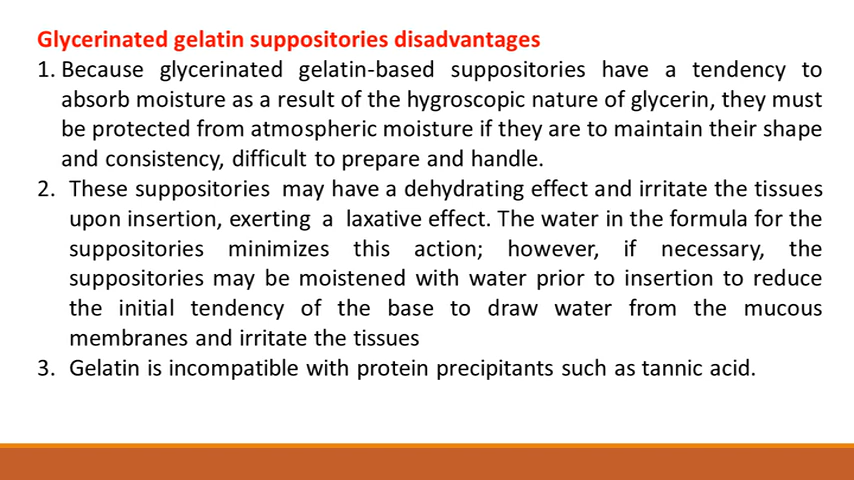 Glycerinated gelatin suppositories disadvantages
1. Because glycerinated gelatin-based suppositories have a tendency to
absorb moisture as a result of the hygroscopic nature of glycerin, they must
be protected from atmospheric moisture if they are to maintain their shape
and consistency, difficult to prepare and handle.
2. These suppositories may have a dehydrating effect and irritate the tissues
upon insertion, exerting a laxative effect. The water in the formula for the
suppositories minimizes this action; however, if necessary, the
suppositories may be moistened with water prior to insertion to reduce
the initial tendency of the base to draw water from the mucous
membranes and irritate the tissues
3. Gelatin is incompatible with protein precipitants such as tannic acid.